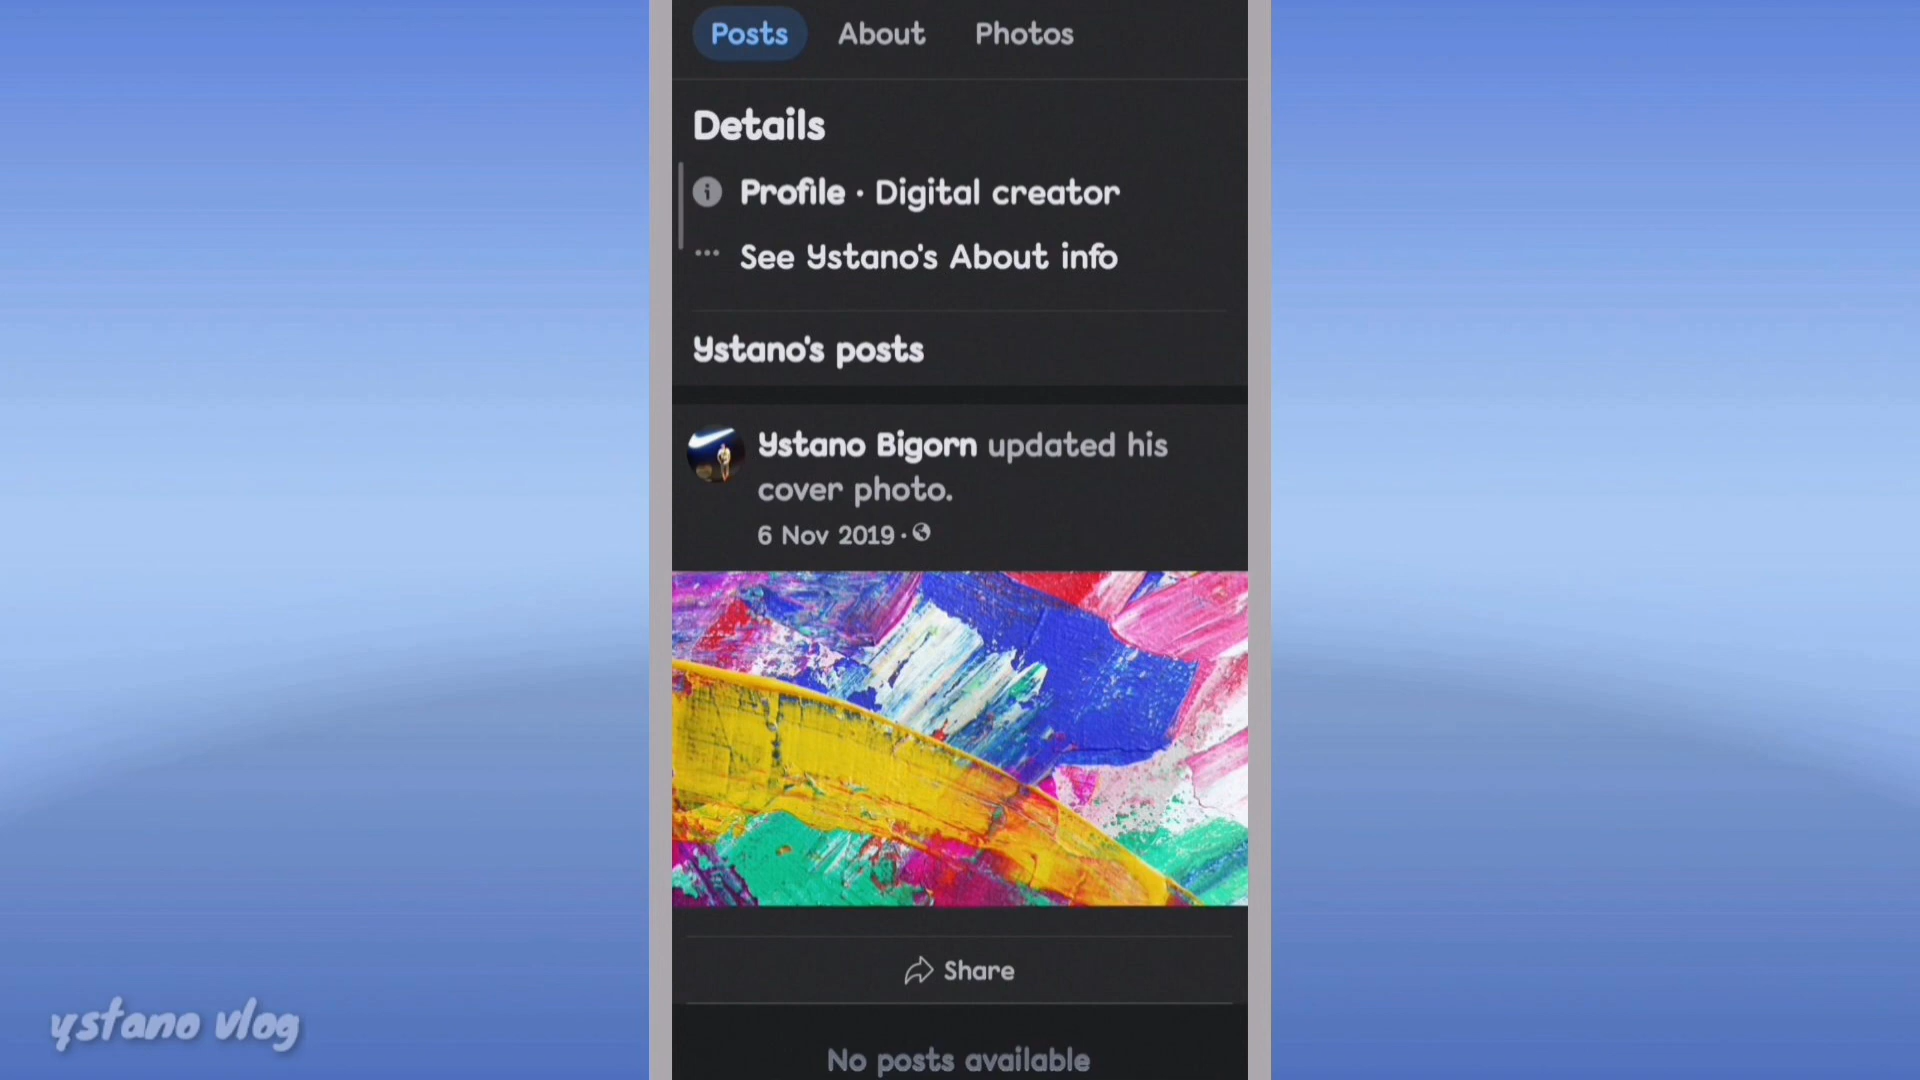 Posts About Photos
Details
Profile · Digital creator
See Ystano's About info
Ystano's posts
Ystano Bigorn updated his
cover photo.
6 Nov 2019 ·
Share
No posts available
ystano vlog